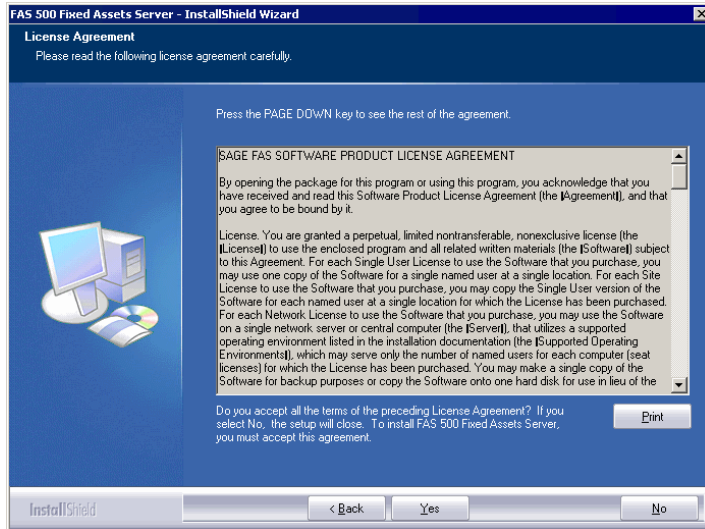 FAS 500 Fixed Assets Server - InstallShield Wizard
License Agreement
Please read the following license agreement carefully.
Press the PAGE DOWN key to see the rest of the agreement.
SAGE FAS SOFTWARE PRODUCT LICENSE AGREEMENT
By opening the package for this program or using this program, you acknowledge that you
have received and read this Software Product License Agreement (the |Agreement|), and that
you agree to be bound by it.
License. You are granted a perpetual, limited nontransferable, nonexclusive license (the
|License|) to use the enclosed program and all related written materials (the |Software|) subject
to this Agreement. For each Single User License to use the Software that you purchase, you
may use one copy of the Software for a single named user at a single location. For each Site
License to use the Software that you purchase, you may copy the Single User version of the
Software for each named user at a single location for which the License has been purchased.
For each Network License to use the Software that you purchase, you may use the Software
on a single network server or central computer (the |Server|), that utilizes a supported
operating environment listed in the installation documentation (the |Supported Operating
Environments|), which may serve only the number of named users for each computer (seat
licenses) for which the License has been purchased. You may make a single copy of the
Software for backup purposes or copy the Software onto one hard disk for use in lieu of the
Do you accept all the terms of the preceding License Agreement? If you
select No, the setup will close. To install FAS 500 Fixed Assets Server,
you must accept this agreement.
Print
InstallShield
< Back
Yes
No